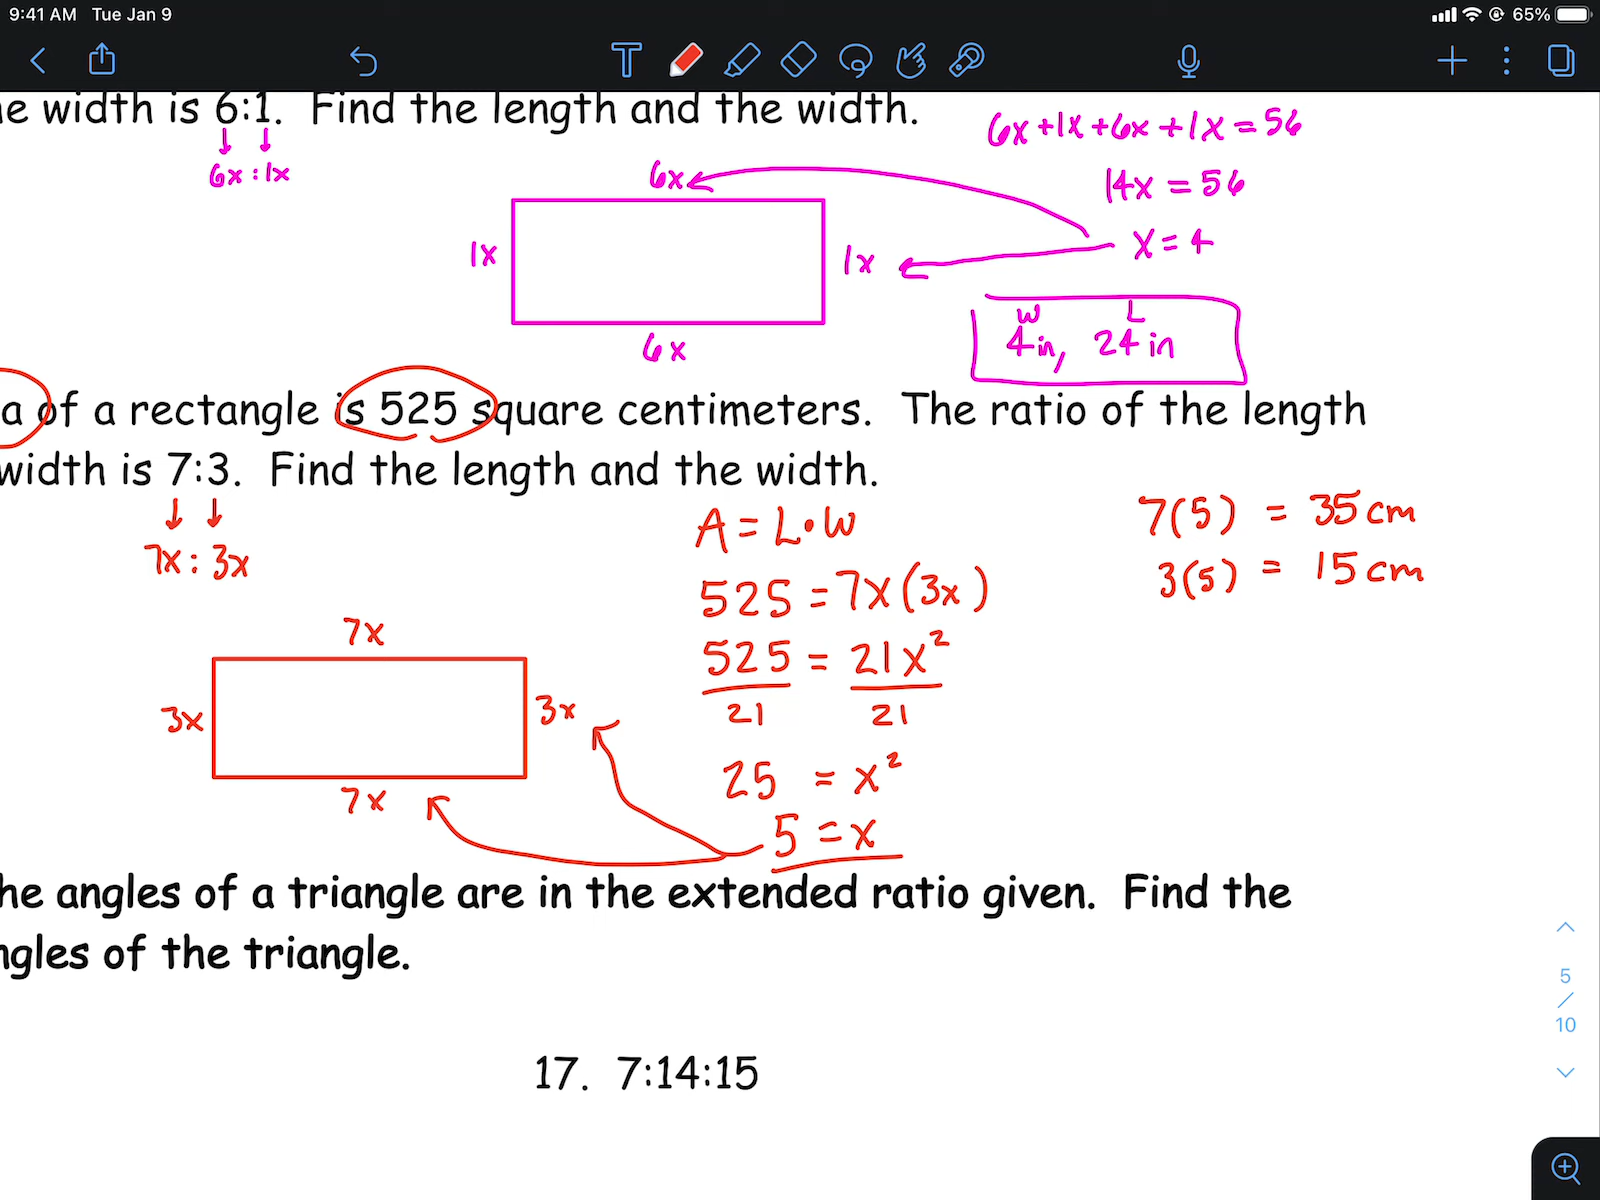 9:41 AM Tue Jan 9
65%
e width is 6:1. Find the length and the width.
6x : 1x
6x
1x
1x
6x
6x + 1x + 6x + 1x = 56
14x = 56
x = 4
W L
4in, 24in
a of a rectangle is 525 square centimeters. The ratio of the length
width is 7:3. Find the length and the width.
7x : 3x
7x
3x
3x
7x
A = L • W
525 = 7x(3x)
525 = 21x²
21 21
25 = x²
5 = x
7(5) = 35cm
3(5) = 15cm
he angles of a triangle are in the extended ratio given. Find the
ngles of the triangle.
17. 7:14:15
5
/
10